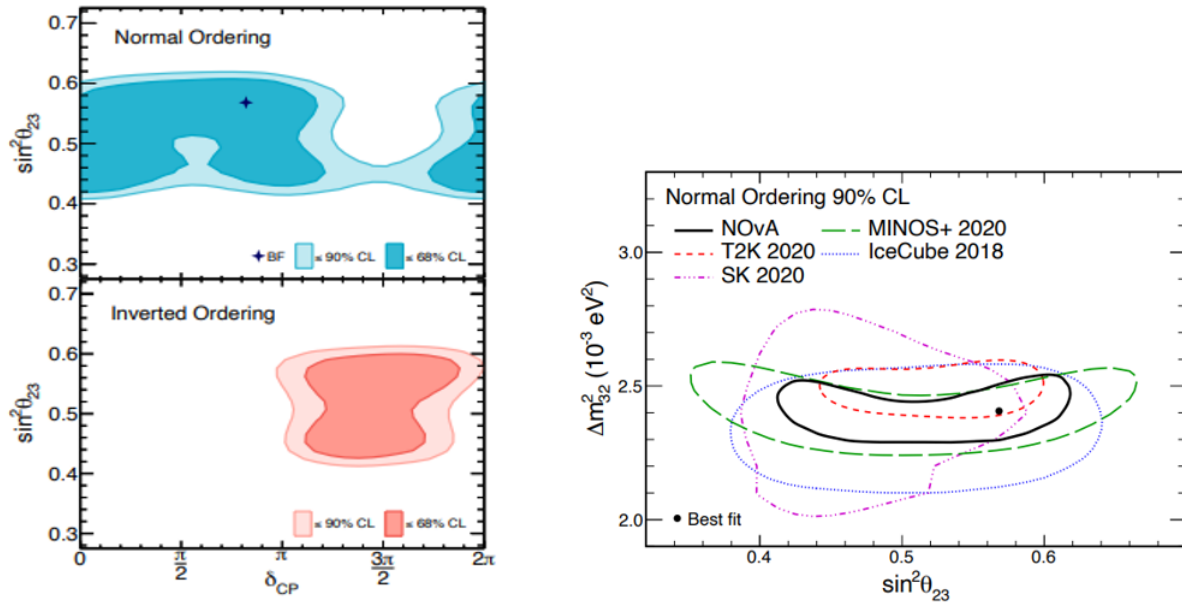 0.7
Normal Ordering
0.6
sin²θ₂₃
0.5
0.4
BF ≤ 90% CL ≤ 68% CL
0.3
0.7
Inverted Ordering
0.6
sin²θ₂₃
0.5
0.4
≤ 90% CL ≤ 68% CL
0.3
0 π/2 π 3π/2 2π
δCP
Normal Ordering 90% CL
NOvA MINOS+ 2020
T2K 2020 IceCube 2018
SK 2020
3.0
Δm²₃₂ (10⁻³ eV²)
2.5
Best fit
2.0
0.4 0.5 0.6
sin²θ₂₃